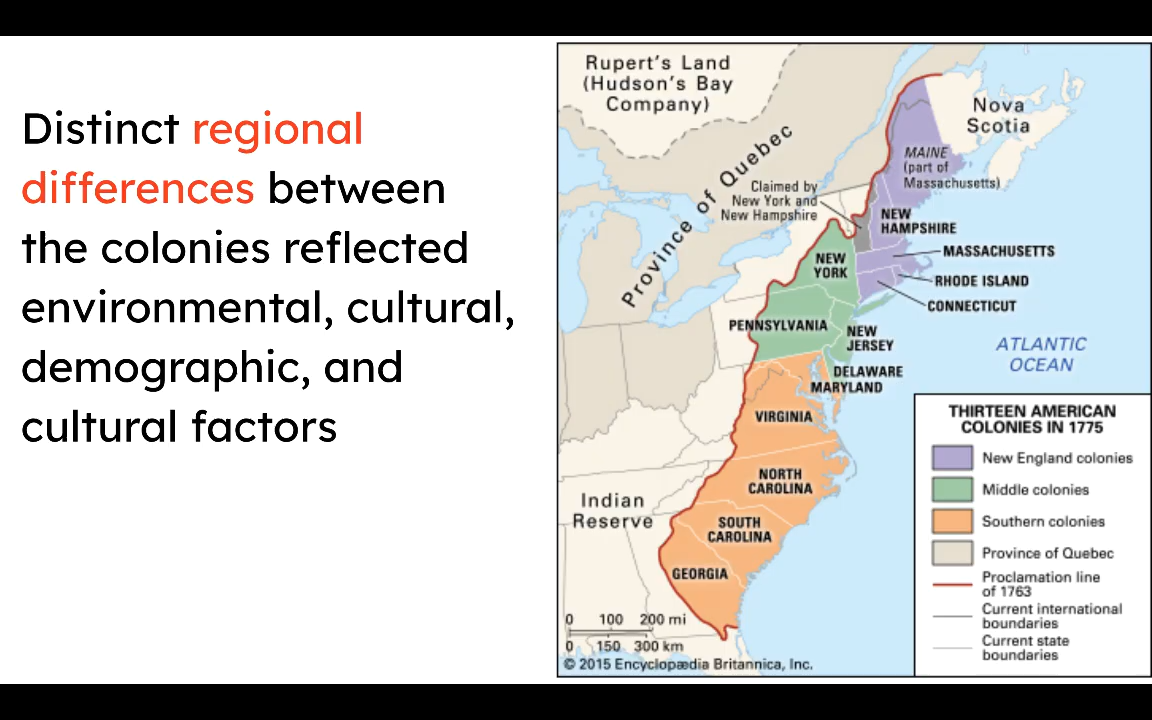 Distinct regional
differences between
the colonies reflected
environmental, cultural,
demographic, and
cultural factors
Rupert's Land
(Hudson's Bay
Company)
Province of Quebec
Nova
Scotia
MAINE
(part of
Massachusetts)
Claimed by
New York and
New Hampshire
NEW
HAMPSHIRE
MASSACHUSETTS
NEW
YORK
RHODE ISLAND
CONNECTICUT
PENNSYLVANIA
NEW
JERSEY
ATLANTIC
OCEAN
DELAWARE
MARYLAND
VIRGINIA
NORTH
CAROLINA
Indian
Reserve
SOUTH
CAROLINA
GEORGIA
0 100 200 mi
0 150 300 km
© 2015 Encyclopædia Britannica, Inc.
THIRTEEN AMERICAN
COLONIES IN 1775
New England colonies
Middle colonies
Southern colonies
Province of Quebec
Proclamation line
of 1763
Current international
boundaries
Current state
boundaries